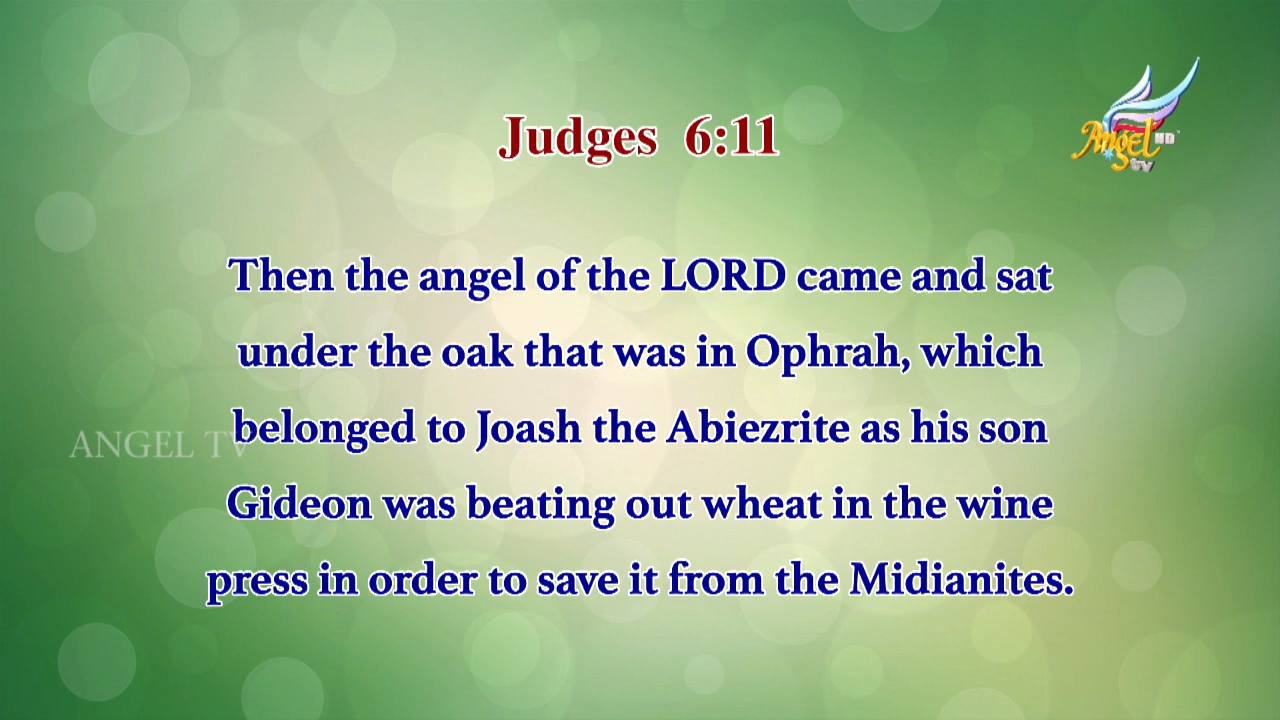 Judges 6:11
Angel HD
tv
Then the angel of the LORD came and sat
under the oak that was in Ophrah, which
belonged to Joash the Abiezrite as his son
ANGEL TV
Gideon was beating out wheat in the wine
press in order to save it from the Midianites.